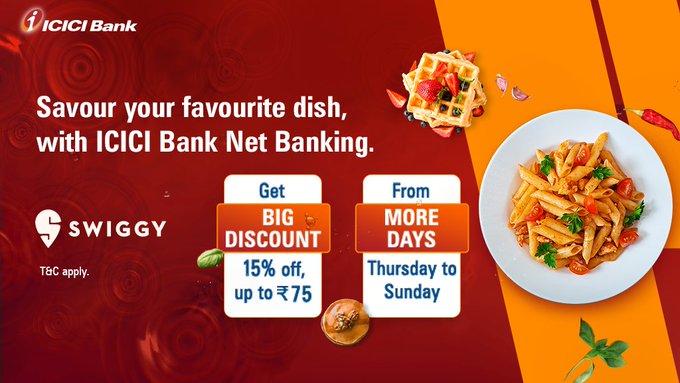 ICICI Bank
Savour your favourite dish,
with ICICI Bank Net Banking.
SWIGGY
T&C apply.
Get
BIG
DISCOUNT
15% off,
up to ₹75
From
MORE
DAYS
Thursday to
Sunday